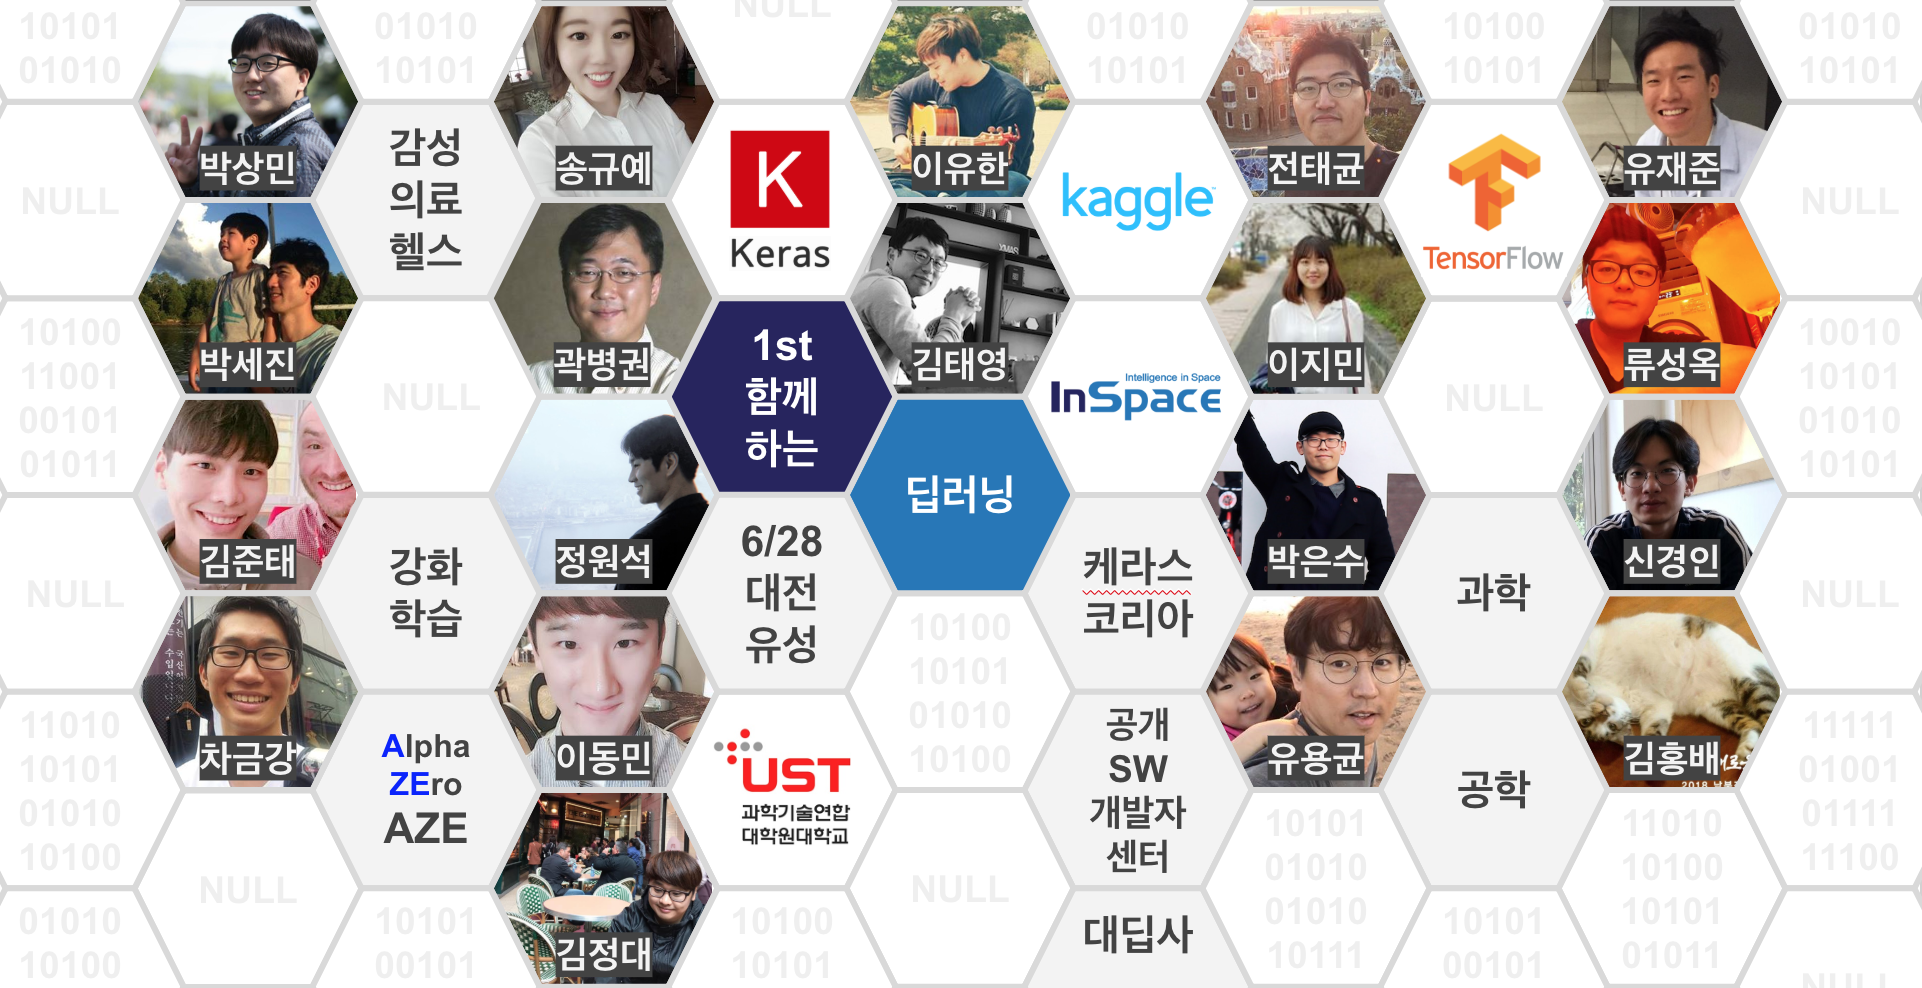 10101
01010
NULL
10100
11001
00101
01011
NULL
11010
10101
01010
10100
01010
10100
박상민
박세진
김준태
차금강
NULL
01010
10101
감성
의료
헬스
NULL
강화
학습
Alpha
ZEro
AZE
10101
00101
송규예
곽병권
정원석
이동민
김정대
NULL
K
Keras
1st
함께
하는
6/28
대전
유성
UST
과학기술연합
대학원대학교
10100
10101
이유한
김태영
딥러닝
10100
10101
01010
10100
NULL
01010
10101
kaggle
Intelligence in Space
InSpace
케라스
코리아
공개
SW
개발자
센터
대딥사
전태균
이지민
박은수
유용균
10101
01010
01010
10111
10100
10101
TensorFlow
NULL
과학
공학
10101
00101
유재준
류성옥
신경인
김홍배
11010
10100
10101
01011
01010
10101
NULL
10010
10101
01010
10101
NULL
11111
01001
01111
11100
NULL